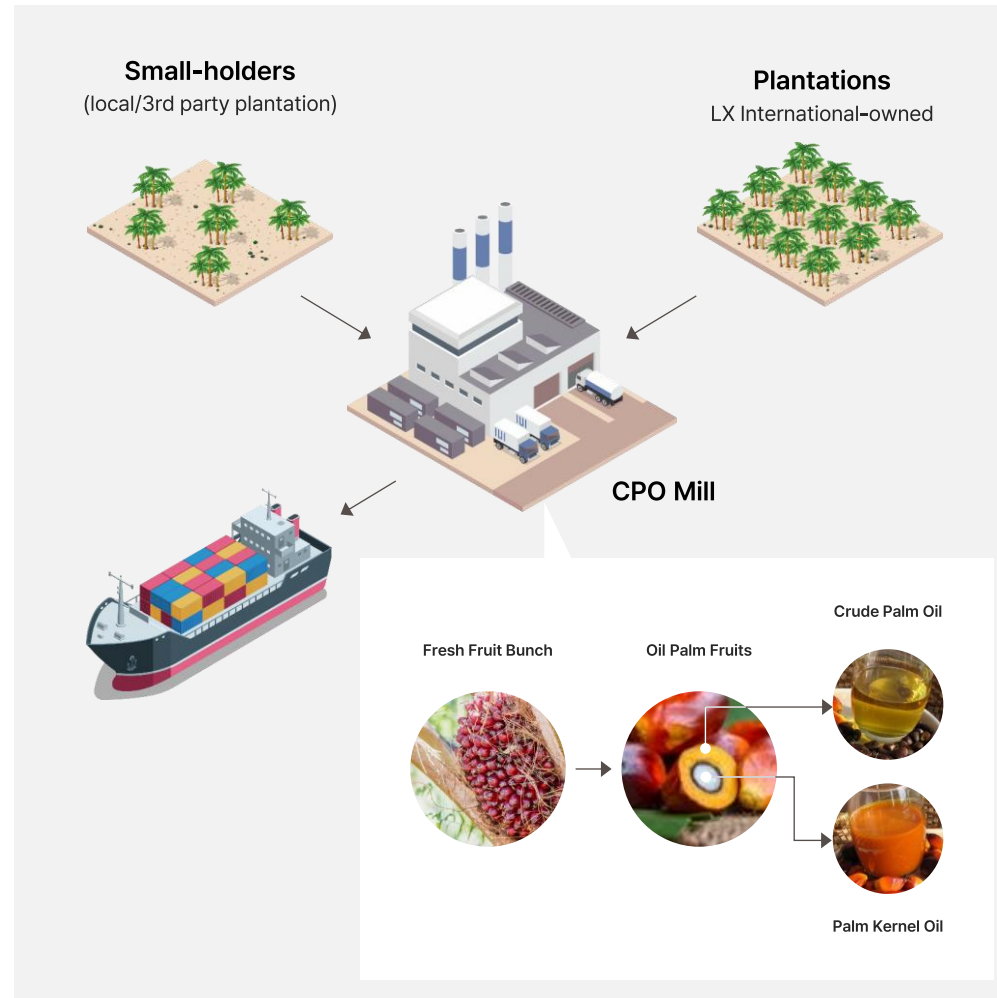 Small-holders
(local/3rd party plantation)
Plantations
LX International-owned
CPO Mill
Crude Palm Oil
Fresh Fruit Bunch
Oil Palm Fruits
Palm Kernel Oil